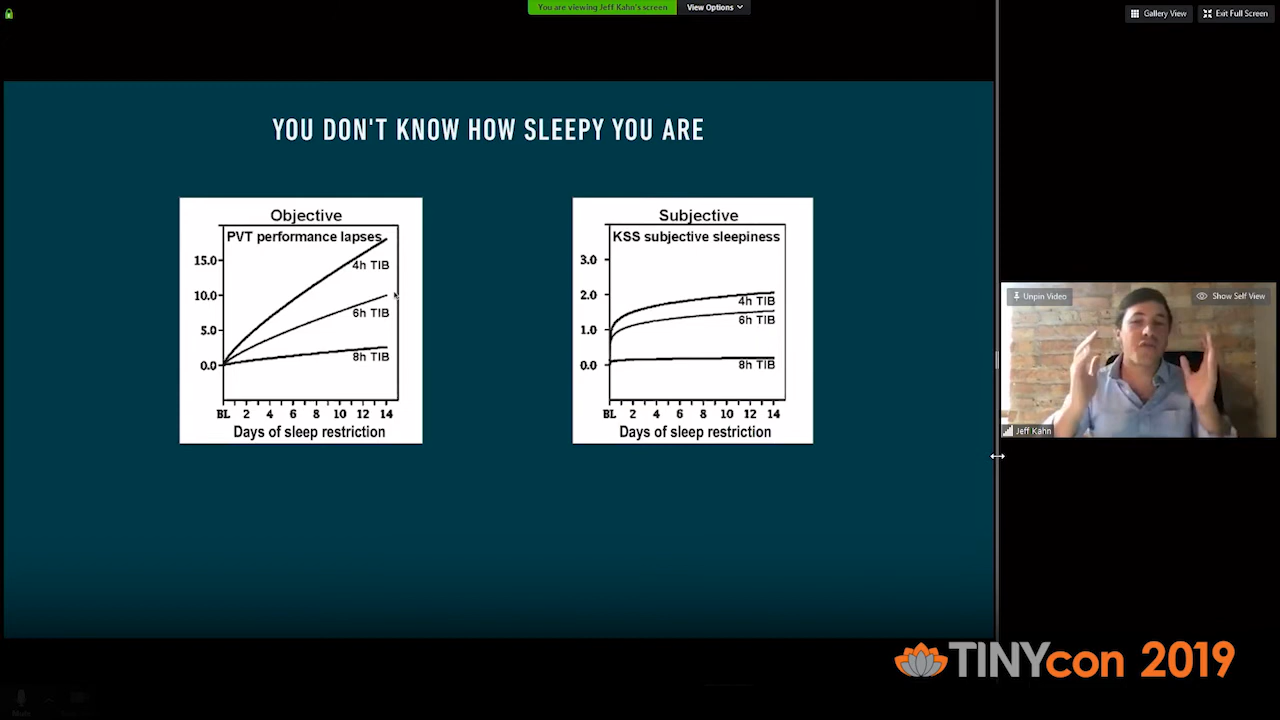 You are viewing Jeff Kahn's screen
View Options
Gallery View
Exit Full Screen
YOU DON'T KNOW HOW SLEEPY YOU ARE
Objective
PVT performance lapses
15.0
10.0
5.0
0.0
4h TIB
6h TIB
8h TIB
BL 2 4 6 8 10 12 14
Days of sleep restriction
Subjective
KSS subjective sleepiness
3.0
2.0
1.0
0.0
4h TIB
6h TIB
8h TIB
BL 2 4 6 8 10 12 14
Days of sleep restriction
Unpin Video
Show Self View
Jeff Kahn
TINYcon 2019